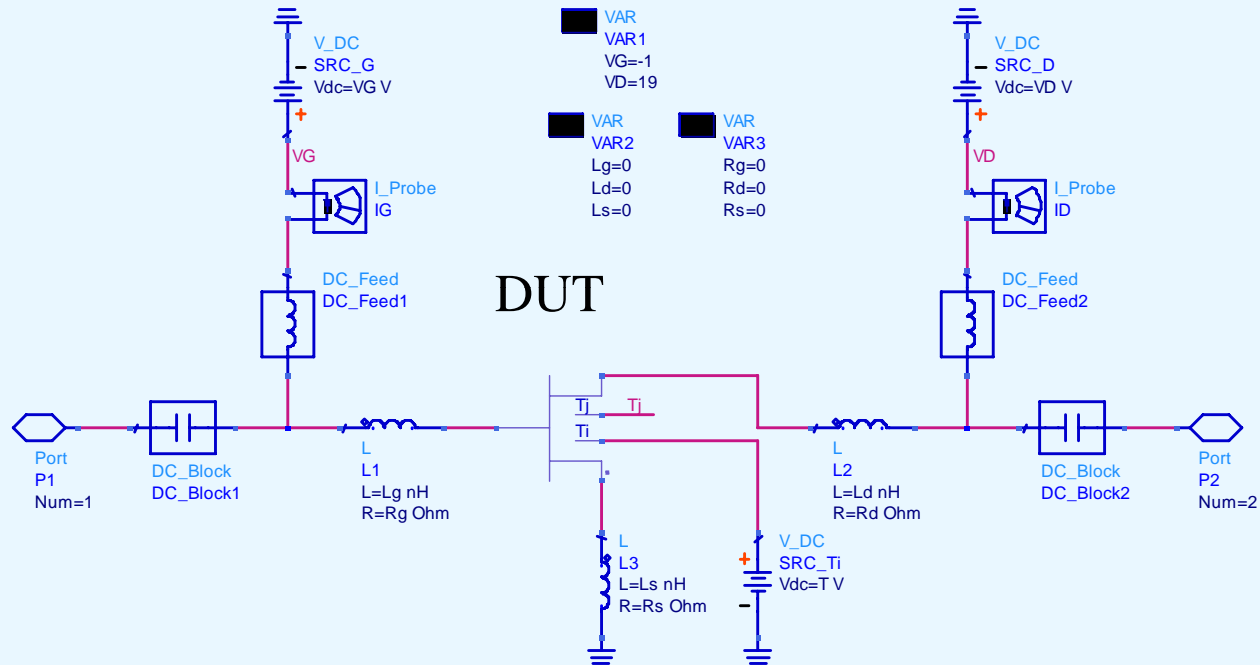 V_DC
SRC_G
Vdc=VG V
VAR
VAR1
VG=-1
VD=19
V_DC
SRC_D
Vdc=VD V
VAR
VAR2
Lg=0
Ld=0
Ls=0
VAR
VAR3
Rg=0
Rd=0
Rs=0
VG
VD
I_Probe
IG
I_Probe
ID
DC_Feed
DC_Feed1
DUT
DC_Feed
DC_Feed2
Tj
Tj
Ti
Port
P1
Num=1
DC_Block
DC_Block1
L
L1
L=Lg nH
R=Rg Ohm
L
L2
L=Ld nH
R=Rd Ohm
DC_Block
DC_Block2
Port
P2
Num=2
L
L3
L=Ls nH
R=Rs Ohm
V_DC
SRC_Ti
Vdc=T V